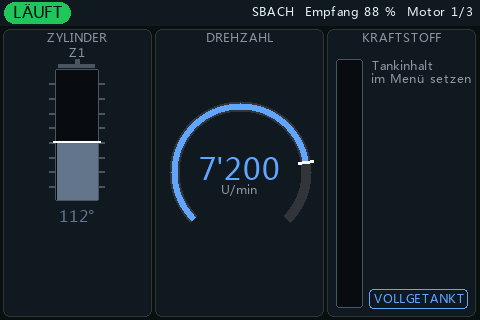 LÄUFT
SBACH Empfang 88 % Motor 1/3
ZYLINDER
Z1
112°
DREHZAHL
7'200
U/min
KRAFTSTOFF
Tankinhalt
im Menü setzen
VOLLGETANKT